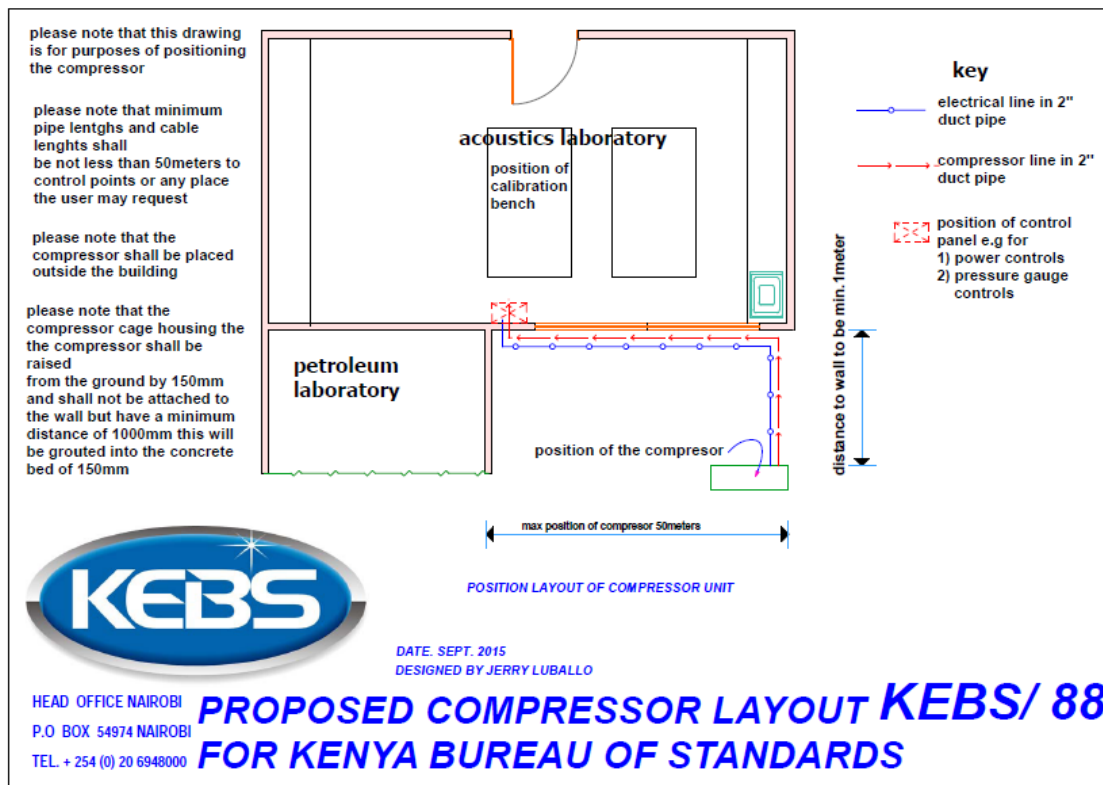 please note that this drawing
is for purposes of positioning
the compressor
please note that minimum
pipe lentghs and cable
lenghts shall
be not less than 50meters to
control points or any place
the user may request
please note that the
compressor shall be placed
outside the building
please note that the
compressor cage housing the
the compressor shall be
raised
from the ground by 150mm
and shall not be attached to
the wall but have a minimum
distance of 1000mm this will
be grouted into the concrete
bed of 150mm
acoustics laboratory
position of
calibration
bench
petroleum
laboratory
position of the compresor
max position of compresor 50meters
distance to wall to be min.1meter
key
electrical line in 2"
duct pipe
compressor line in 2"
duct pipe
position of control
panel e.g for
1) power controls
2) pressure gauge
controls
KEBS
POSITION LAYOUT OF COMPRESSOR UNIT
DATE. SEPT. 2015
DESIGNED BY JERRY LUBALLO
HEAD OFFICE NAIROBI
P.O BOX 54974 NAIROBI
TEL. + 254 (0) 20 6948000
PROPOSED COMPRESSOR LAYOUT KEBS/ 88
FOR KENYA BUREAU OF STANDARDS